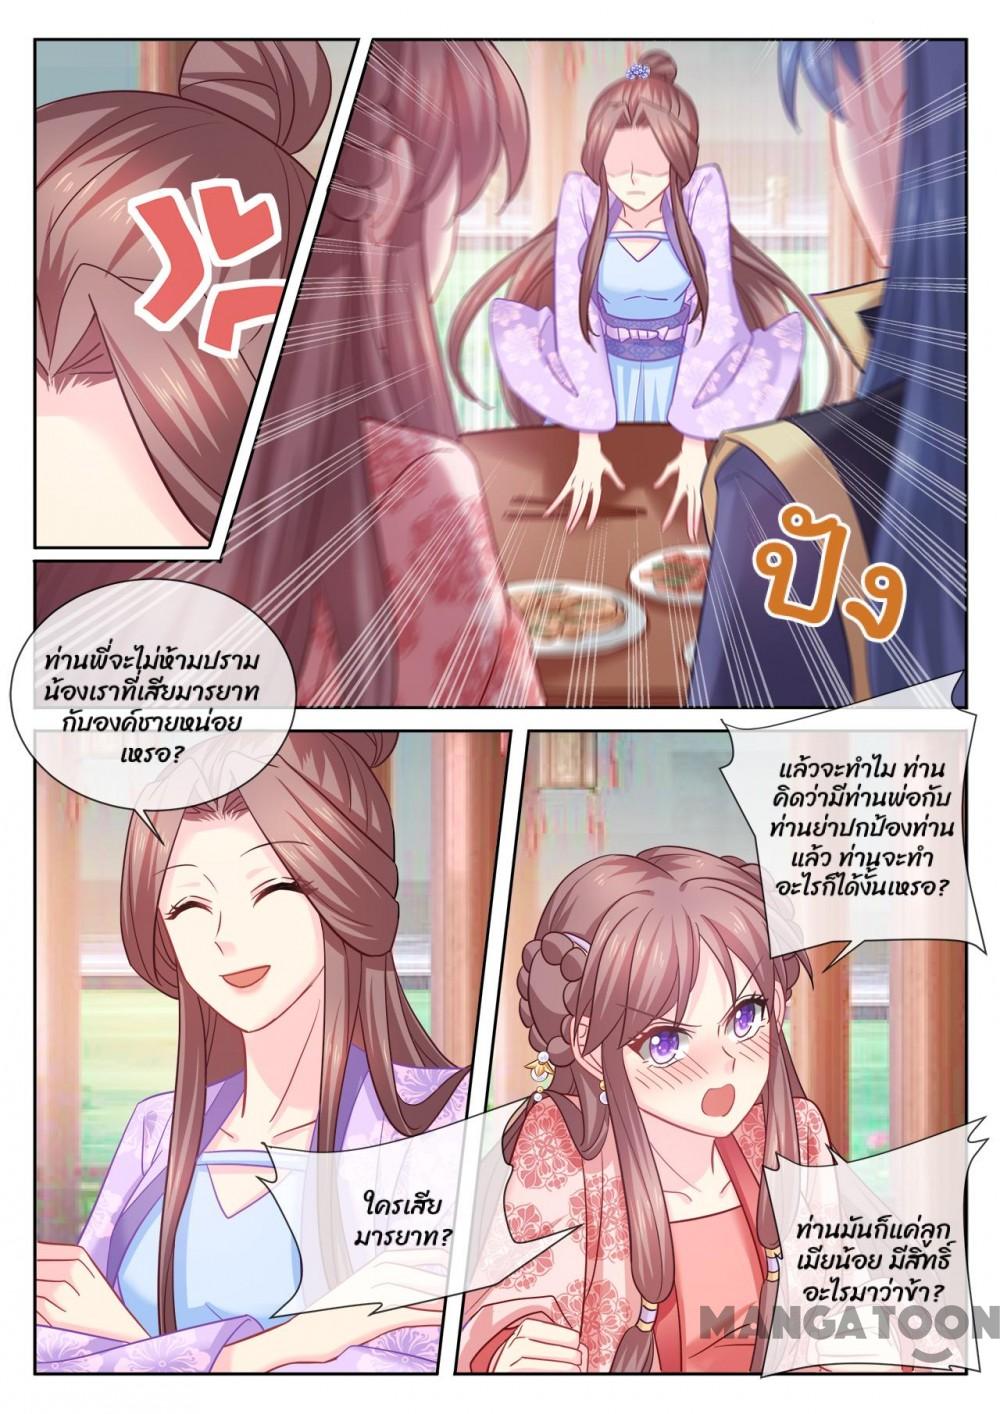 ปัง
ท่านพี่จะไม่ห้ามปราม
น้องเราที่เสียมารยาท
กับองค์ชายหน่อย
เหรอ?
แล้วจะทำไม ท่าน
คิดว่ามีท่านพ่อกับ
ท่านย่าปกป้องท่าน
แล้ว ท่านจะทำ
อะไรก็ได้งั้นเหรอ?
ใครเสีย
มารยาท?
ท่านมันก็แค่ลูก
เมียน้อย มีสิทธิ์
อะไรมาว่าข้า?
MANGATOON